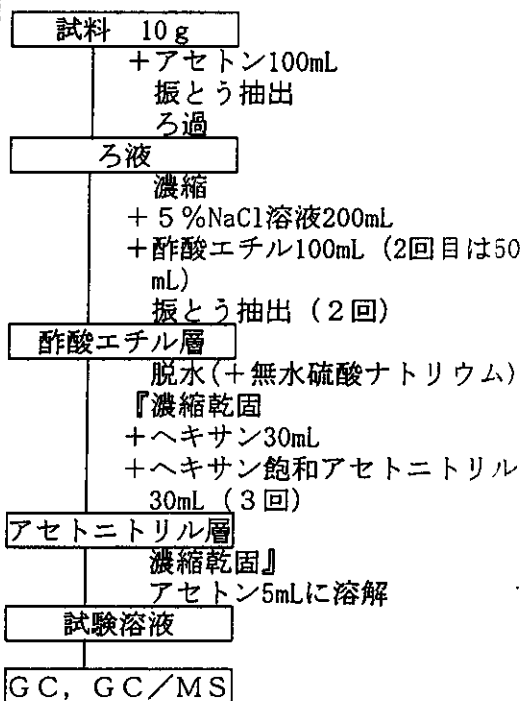 試料 10g
+アセトン100mL
振とう抽出
ろ過
ろ液
濃縮
+5%NaCl溶液200mL
+酢酸エチル100mL (2回目は50
mL)
振とう抽出(2回)
酢酸エチル層
脱水(+無水硫酸ナトリウム)
『濃縮乾固
+ヘキサン30mL
+ヘキサン飽和アセトニトリル
30mL(3回)
アセトニトリル層
濃縮乾固』
アセトン5mLに溶解
試験溶液
GC,GC/MS